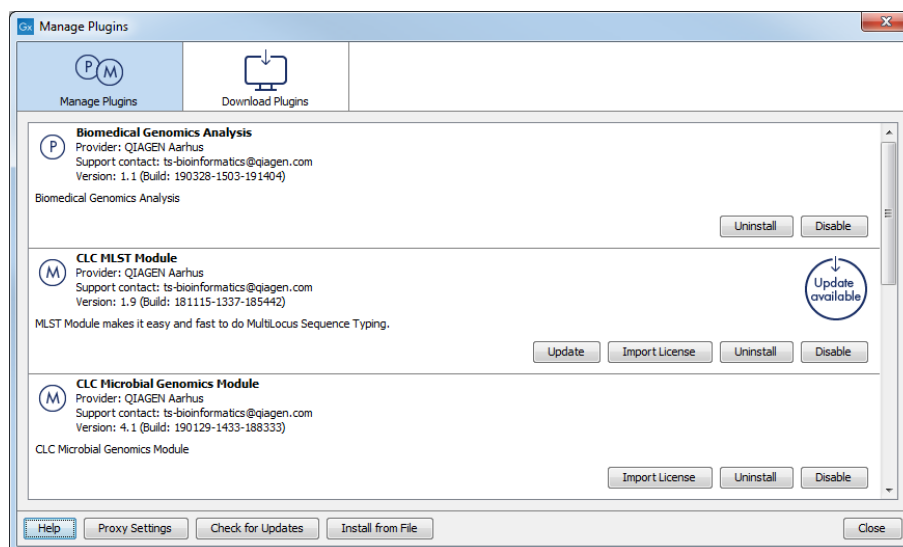 Gx Manage Plugins
P M
Manage Plugins
Download Plugins
P
Biomedical Genomics Analysis
Provider: QIAGEN Aarhus
Support contact: ts-bioinformatics@qiagen.com
Version: 1.1 (Build: 190328-1503-191404)
Biomedical Genomics Analysis
Uninstall
Disable
M
CLC MLST Module
Provider: QIAGEN Aarhus
Support contact: ts-bioinformatics@qiagen.com
Version: 1.9 (Build: 181115-1337-185442)
Update
available
MLST Module makes it easy and fast to do MultiLocus Sequence Typing.
Update
Import License
Uninstall
Disable
M
CLC Microbial Genomics Module
Provider: QIAGEN Aarhus
Support contact: ts-bioinformatics@qiagen.com
Version: 4.1 (Build: 190129-1433-188333)
CLC Microbial Genomics Module
Import License
Uninstall
Disable
Help
Proxy Settings
Check for Updates
Install from File
Close